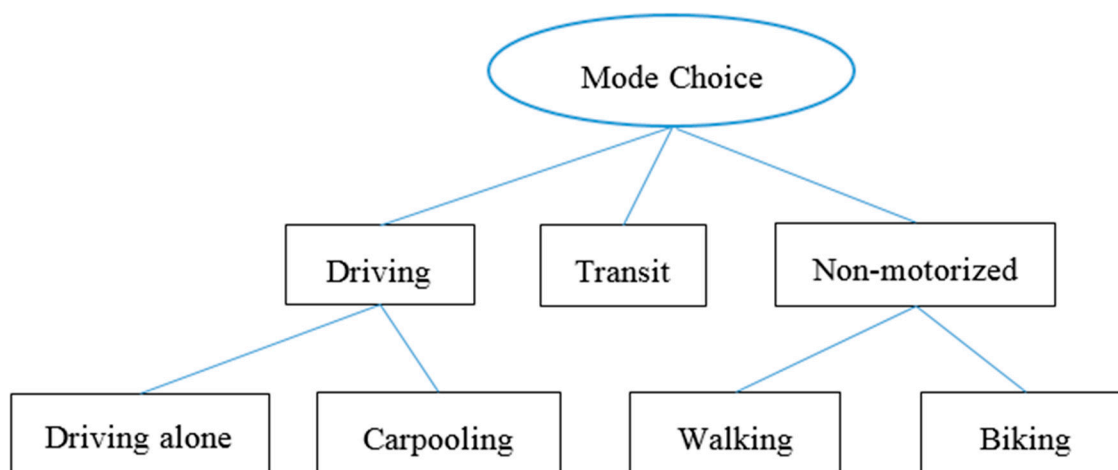 Mode Choice
Driving
Transit
Non-motorized
Driving alone
Carpooling
Walking
Biking